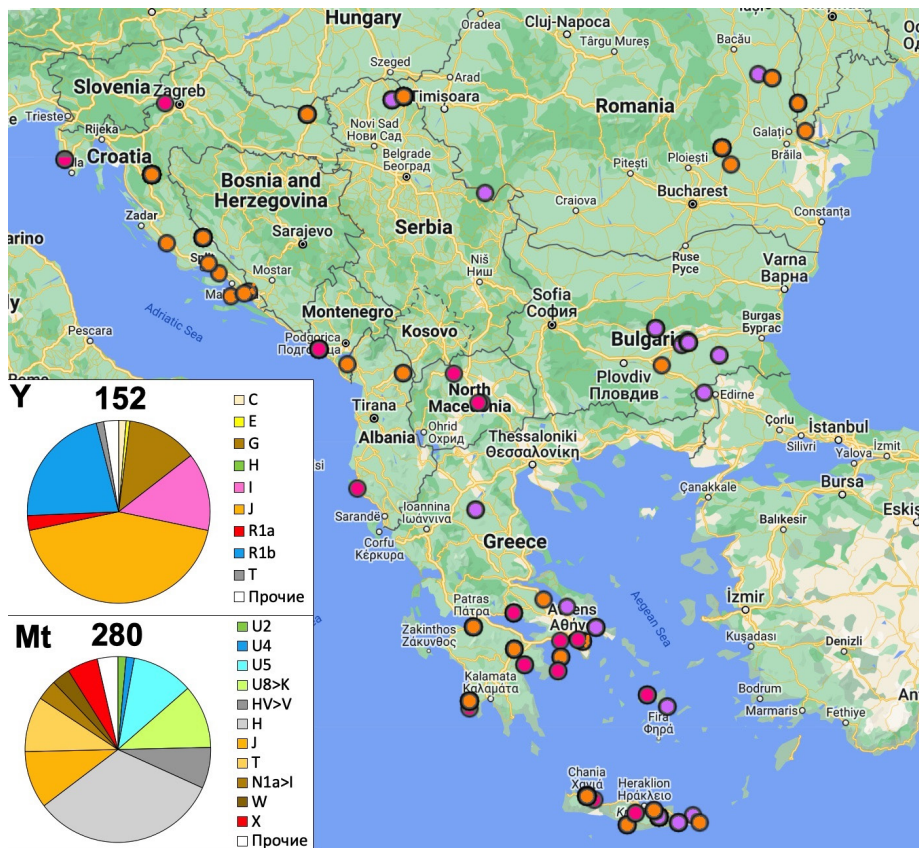 Hungary
Oradea
Cluj-Napoca
Târgu Mureș
Bacău
Szeged
Arad
Timișoara
Slovenia
Zagreb
Trieste
Rijeka
Croatia
Romania
Novi Sad
Нови Сад
Belgrade
Београд
Galați
Brăila
Pitești
Ploiești
Bucharest
Craiova
Constanța
Bosnia and
Herzegovina
Sarajevo
Zadar
Mostar
Serbia
Niš
Ниш
Ruse
Русе
Varna
Варна
Adriatic Sea
Pescara
Montenegro
Podgorica
Подгорица
Kosovo
Sofia
София
Burgas
Бургас
Plovdiv
Пловдив
Edirne
North
Macedonia
Tirana
Albania
Ohrid
Охрид
Thessaloniki
Θεσσαλονίκη
Çorlu
Silivri
İstanbul
Yalova
İzmit
Bursa
Çanakkale
Balıkesir
Sarandë
Corfu
Κέρκυρα
Ioannina
Ιωαννινα
Greece
Aegean Sea
Patras
Πάτρα
Athens
Αθήνα
Zakinthos
Ζάκυνθος
Kalamata
Καλαμάτα
İzmir
Kuşadası
Denizli
Bodrum
Marmaris
Fethiye
Fira
Φηρά
Chania
Χανιά
Heraklion
Ηράκλειο
Y 152
C
E
G
H
I
J
R1a
R1b
T
Прочие
Mt 280
U2
U4
U5
U8>K
HV>V
H
J
T
N1a>I
W
X
Прочие